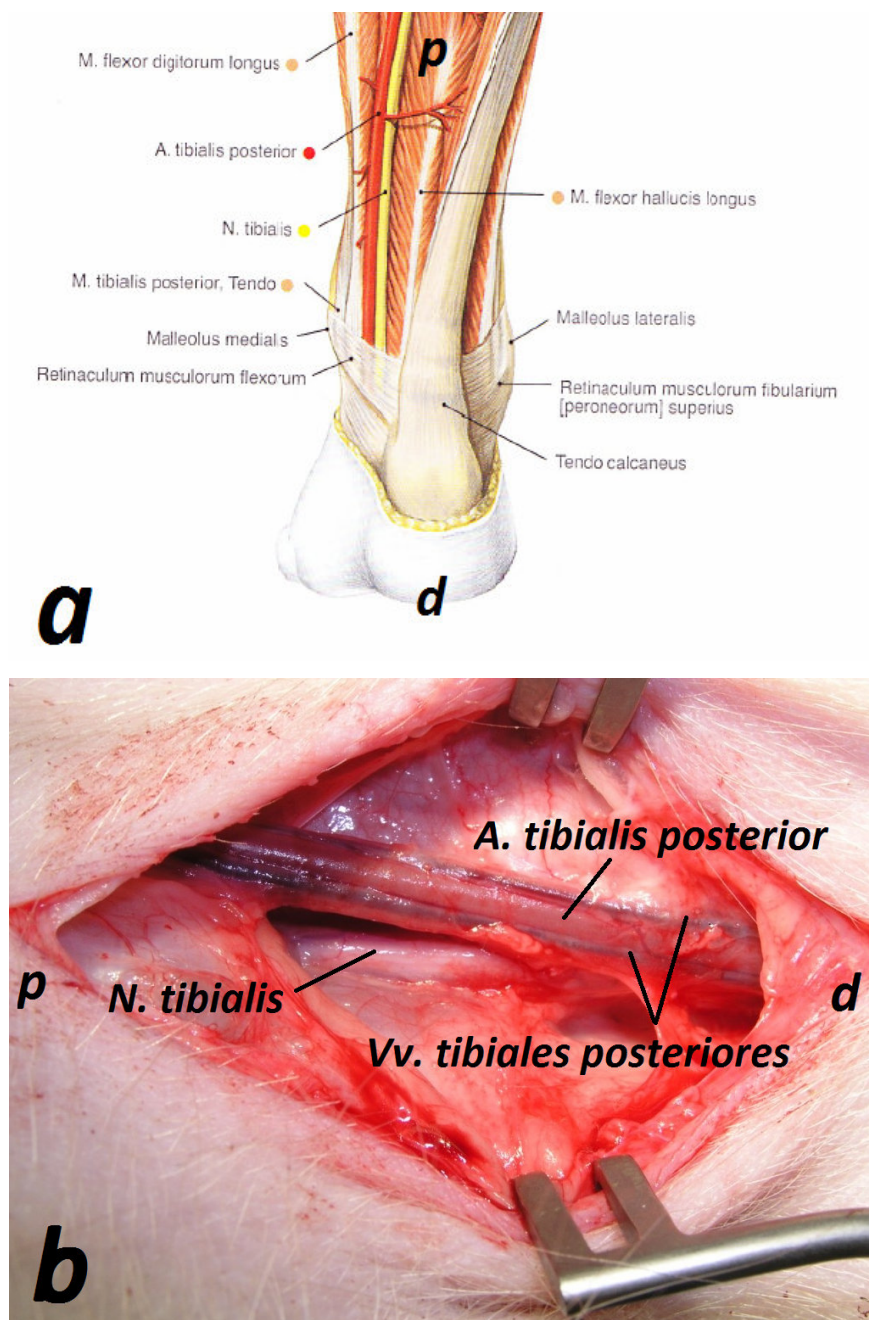 p
M. flexor digitorum longus
A. tibialis posterior
M. flexor hallucis longus
N. tibialis
M. tibialis posterior, Tendo
Malleolus medialis
Malleolus lateralis
Retinaculum musculorum flexorum
Retinaculum musculorum fibularium
[peroneorum] superius
Tendo calcaneus
a
d
A. tibialis posterior
p
N. tibialis
d
Vv. tibiales posteriores
b